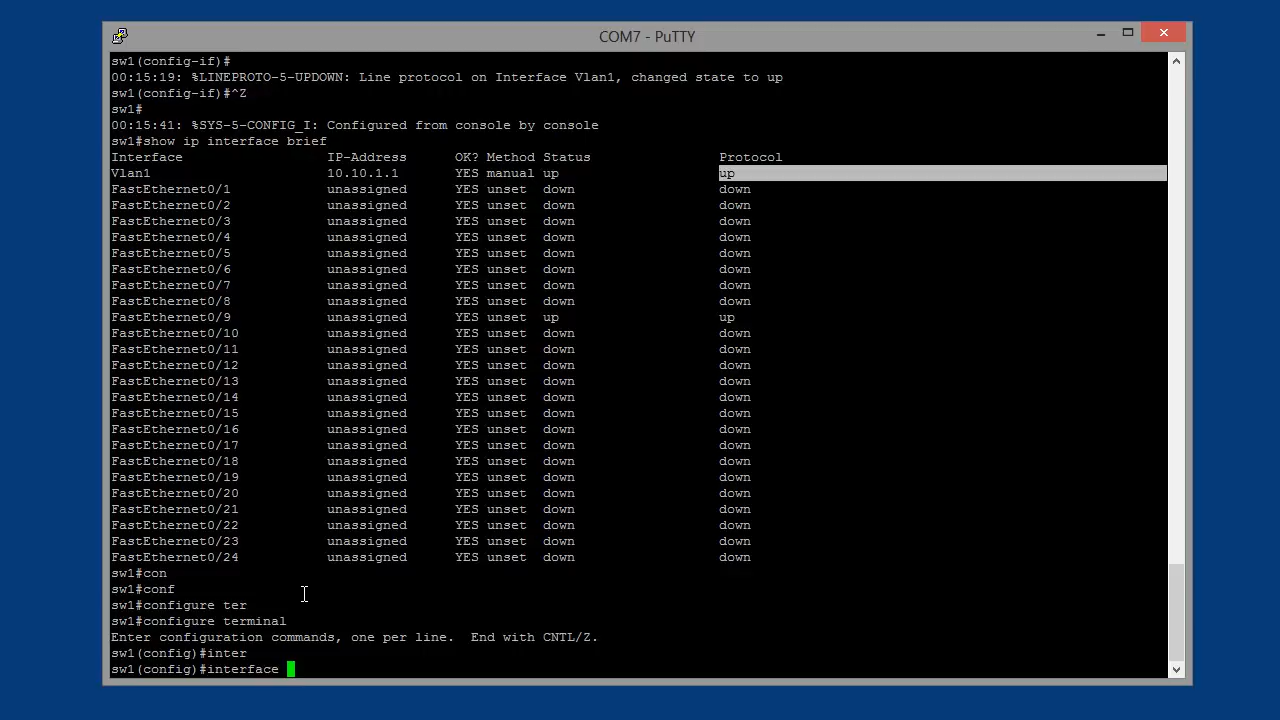 COM7 - PuTTY
sw1(config-if)#
00:15:19: %LINEPROTO-5-UPDOWN: Line protocol on Interface Vlan1, changed state to up
sw1(config-if)#^Z
sw1#
00:15:41: %SYS-5-CONFIG_I: Configured from console by console
sw1#show ip interface brief
Interface IP-Address OK? Method Status Protocol
Vlan1 10.10.1.1 YES manual up up
FastEthernet0/1 unassigned YES unset down down
FastEthernet0/2 unassigned YES unset down down
FastEthernet0/3 unassigned YES unset down down
FastEthernet0/4 unassigned YES unset down down
FastEthernet0/5 unassigned YES unset down down
FastEthernet0/6 unassigned YES unset down down
FastEthernet0/7 unassigned YES unset down down
FastEthernet0/8 unassigned YES unset down down
FastEthernet0/9 unassigned YES unset up up
FastEthernet0/10 unassigned YES unset down down
FastEthernet0/11 unassigned YES unset down down
FastEthernet0/12 unassigned YES unset down down
FastEthernet0/13 unassigned YES unset down down
FastEthernet0/14 unassigned YES unset down down
FastEthernet0/15 unassigned YES unset down down
FastEthernet0/16 unassigned YES unset down down
FastEthernet0/17 unassigned YES unset down down
FastEthernet0/18 unassigned YES unset down down
FastEthernet0/19 unassigned YES unset down down
FastEthernet0/20 unassigned YES unset down down
FastEthernet0/21 unassigned YES unset down down
FastEthernet0/22 unassigned YES unset down down
FastEthernet0/23 unassigned YES unset down down
FastEthernet0/24 unassigned YES unset down down
sw1#con
sw1#conf
sw1#configure ter
sw1#configure terminal
Enter configuration commands, one per line.  End with CNTL/Z.
sw1(config)#inter
sw1(config)#interface